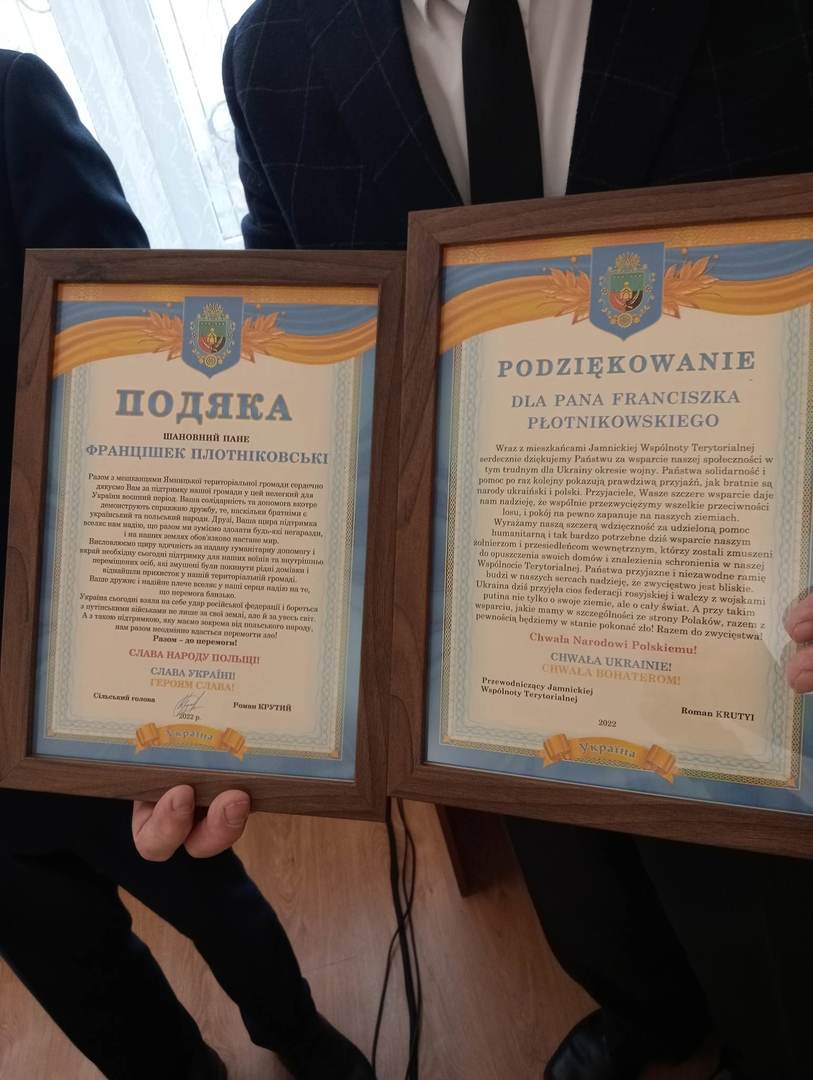 ПОДЯКА
ШАНОВНИЙ ПАНЕ
ФРАНЦІШЕК ПЛОТНІКОВСЬКІ
Разом з мешканцями Ямницької територіальної громади сердечно
дякуємо Вам за підтримку нашої громади у цей нелегкий для
України воєнний період. Ваша солідарність та допомога вкотре
демонструють справжню дружбу, те, наскільки братніми є
український та польський народи. Друзі, Ваша щира підтримка
вселяє нам надію, що разом ми зуміємо здолати будь-які негаразди,
і на наших землях обов'язково настане мир.
Висловлюємо щиру вдячність за надану гуманітарну допомогу і
вкрай необхідну сьогодні підтримку для наших воїнів та внутрішньо
переміщених осіб, які змушені були покинути рідні домівки і
віднайшли прихисток у нашій територіальній громаді.
Ваше дружнє і надійне плече вселяє у наші серця надію на те,
що перемога близько.
Україна сьогодні взяла на себе удар російської федерації і бореться
з путінськими військами не лише за свої землі, але й за увесь світ.
А з такою підтримкою, яку маємо зокрема від польського народу,
нам разом неодмінно вдасться перемогти зло!
Разом – до перемоги!
СЛАВА НАРОДУ ПОЛЬЩІ!
СЛАВА УКРАЇНІ!
ГЕРОЯМ СЛАВА!
Сільський голова Роман КРУТИЙ
2022 р.
Україна
PODZIĘKOWANIE
DLA PANA FRANCISZKA
PŁOTNIKOWSKIEGO
Wraz z mieszkańcami Jamnickiej Wspólnoty Terytorialnej
serdecznie dziękujemy Państwu za wsparcie naszej społeczności w
tym trudnym dla Ukrainy okresie wojny. Państwa solidarność i
pomoc po raz kolejny pokazują prawdziwą przyjaźń, jak bratnie są
narody ukraiński i polski. Przyjaciele, Wasze szczere wsparcie daje
nam nadzieję, że wspólnie przezwyciężymy wszelkie przeciwności
losu, i pokój na pewno zapanuje na naszych ziemiach.
Wyrażamy naszą szczerą wdzięczność za udzieloną pomoc
humanitarną i tak bardzo potrzebne dziś wsparcie naszym
żołnierzom i przesiedleńcom wewnętrznym, którzy zostali zmuszeni
do opuszczenia swoich domów i znalezienia schronienia w naszej
Wspólnocie Terytorialnej. Państwa przyjazne i niezawodne ramię
budzi w naszych sercach nadzieję, że zwycięstwo jest bliskie.
Ukraina dziś przyjęła cios federacji rosyjskiej i walczy z wojskami
putina nie tylko o swoje ziemie, ale o cały świat. A przy takim
wsparciu, jakie mamy w szczególności ze strony Polaków, razem z
pewnością będziemy w stanie pokonać zło! Razem do zwycięstwa!
Chwała Narodowi Polskiemu!
CHWAŁA UKRAINIE!
CHWAŁA BOHATEROM!
Przewodniczący Jamnickiej
Wspólnoty Terytorialnej
Roman KRUTYI
2022
Україна